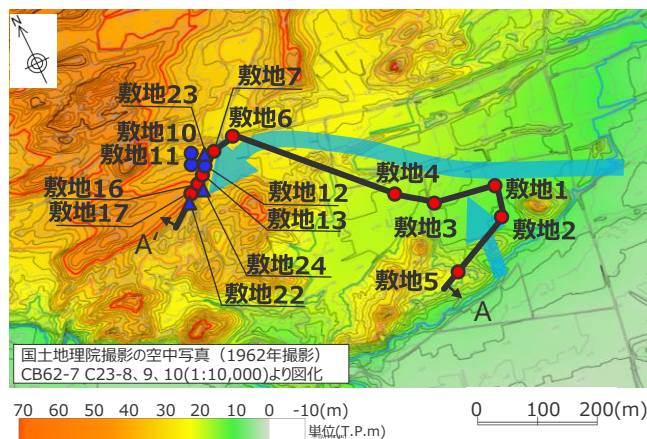 N
敷地7
敷地23
敷地6
敷地10
敷地11
敷地4
敷地1
敷地16
敷地12
敷地3
敷地17
敷地13
敷地2
A'
敷地24
敷地5
敷地22
A
国土地理院撮影の空中写真（1962年撮影）
CB62-7 C23-8、9、10(1:10,000)より図化
70 60 50 40 30 20 10 0 -10(m)
単位(T.P.m)
0 100 200(m)